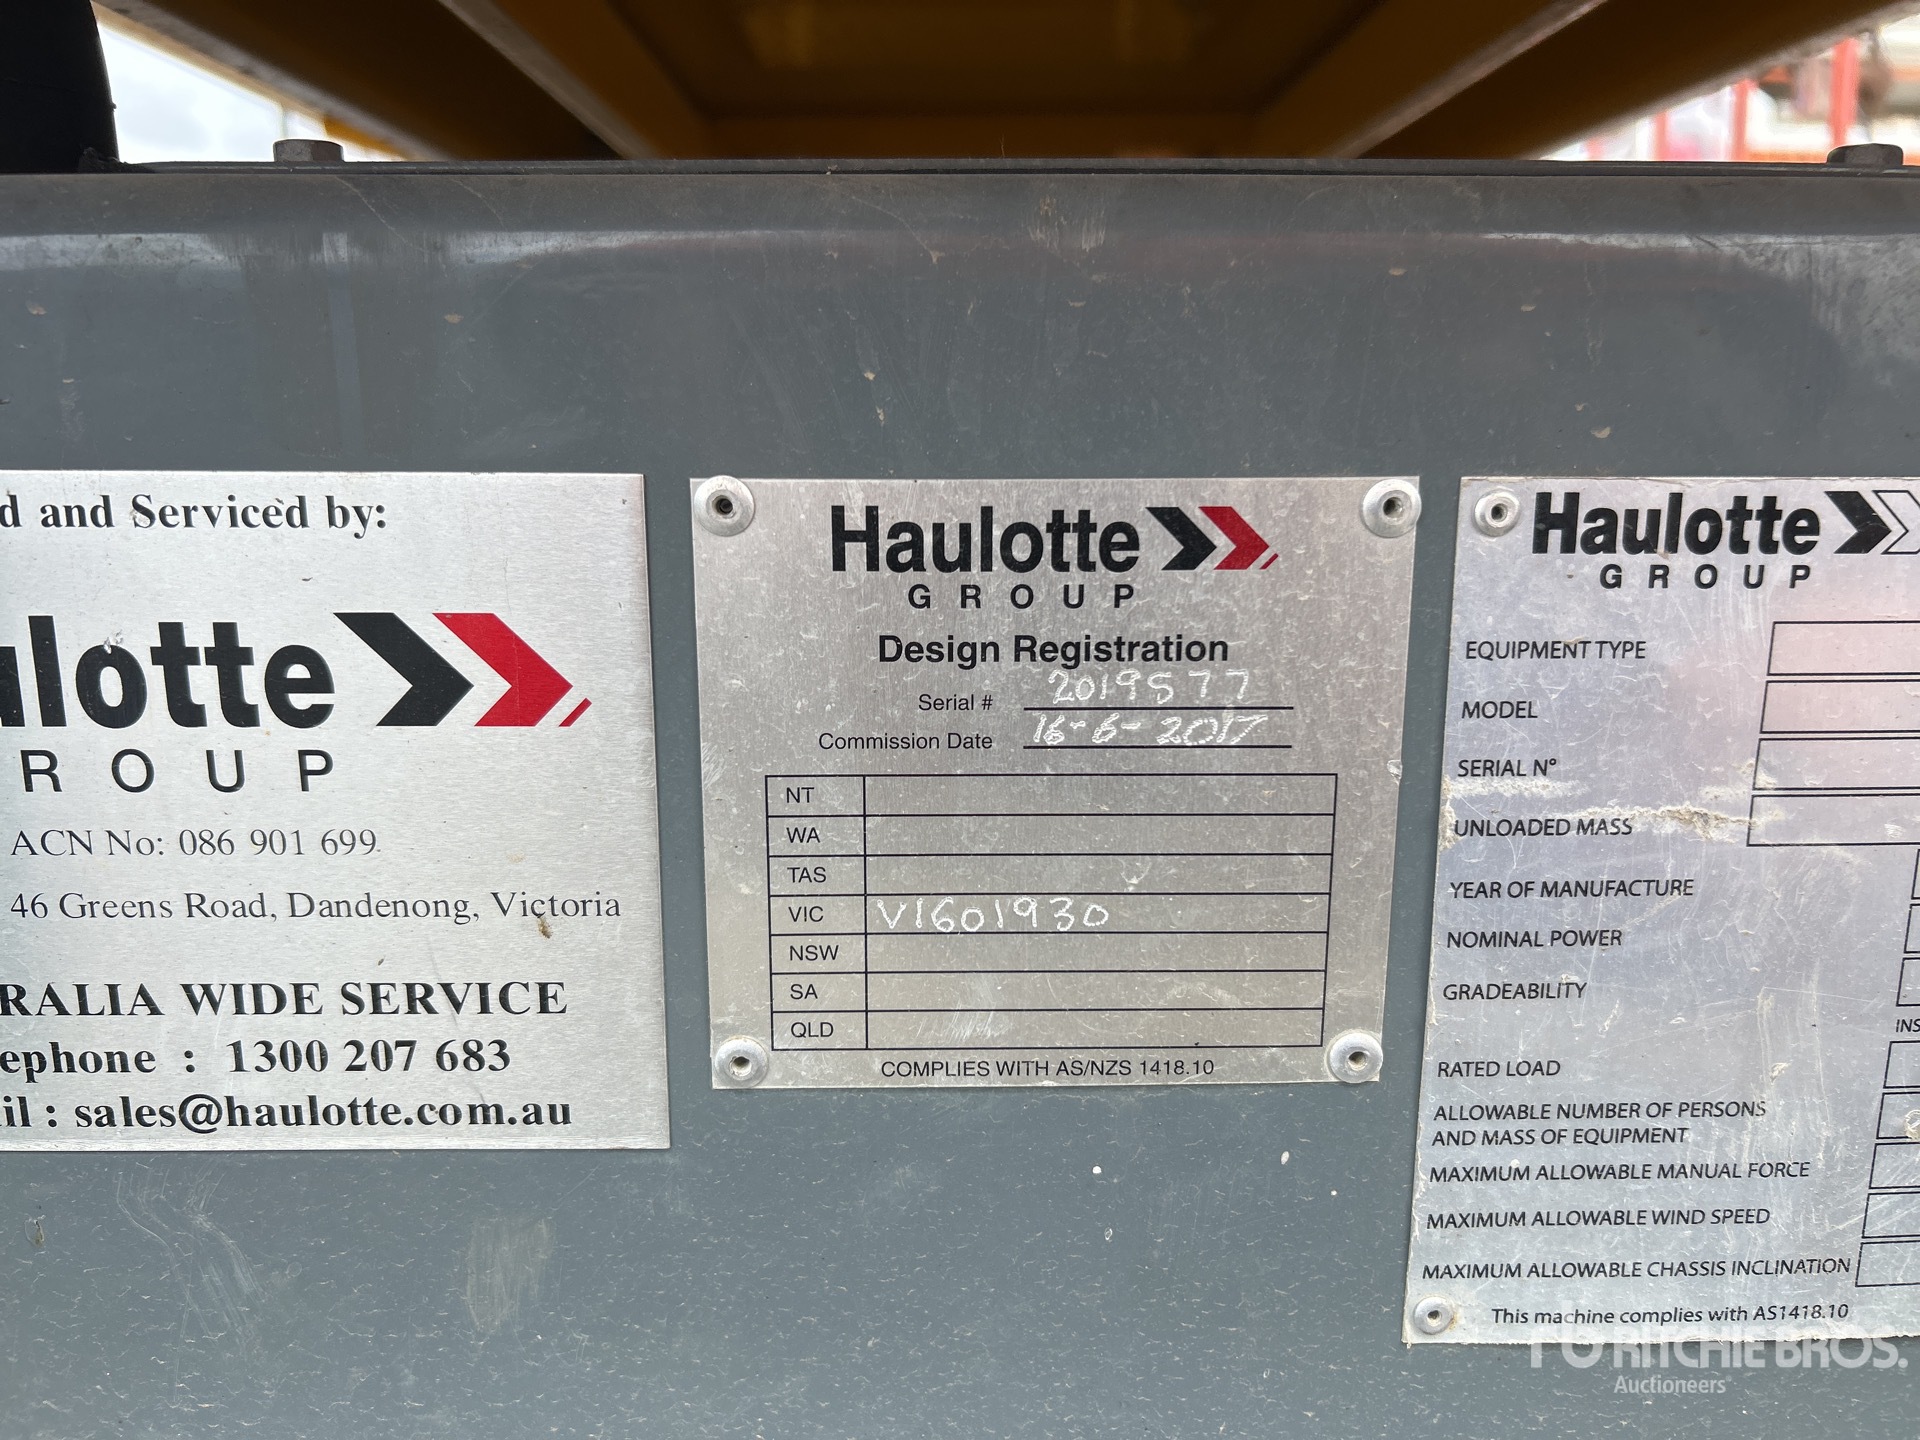 d and Serviced by:
ulotte
ROUP
ACN No: 086 901 699
46 Greens Road, Dandenong, Victoria
RALIA WIDE SERVICE
ephone : 1300 207 683
il : sales@haulotte.com.au
Haulotte
GROUP
Design Registration
Serial # 2019577
Commission Date 16-6-2017
NT
WA
TAS
VIC V1601930
NSW
SA
QLD
COMPLIES WITH AS/NZS 1418.10
Haulotte
GROUP
EQUIPMENT TYPE
MODEL
SERIAL N°
UNLOADED MASS
YEAR OF MANUFACTURE
NOMINAL POWER
GRADEABILITY
INS
RATED LOAD
ALLOWABLE NUMBER OF PERSONS
AND MASS OF EQUIPMENT
MAXIMUM ALLOWABLE MANUAL FORCE
MAXIMUM ALLOWABLE WIND SPEED
MAXIMUM ALLOWABLE CHASSIS INCLINATION
This machine complies with AS1418.10
RITCHIE BROS.
Auctioneers